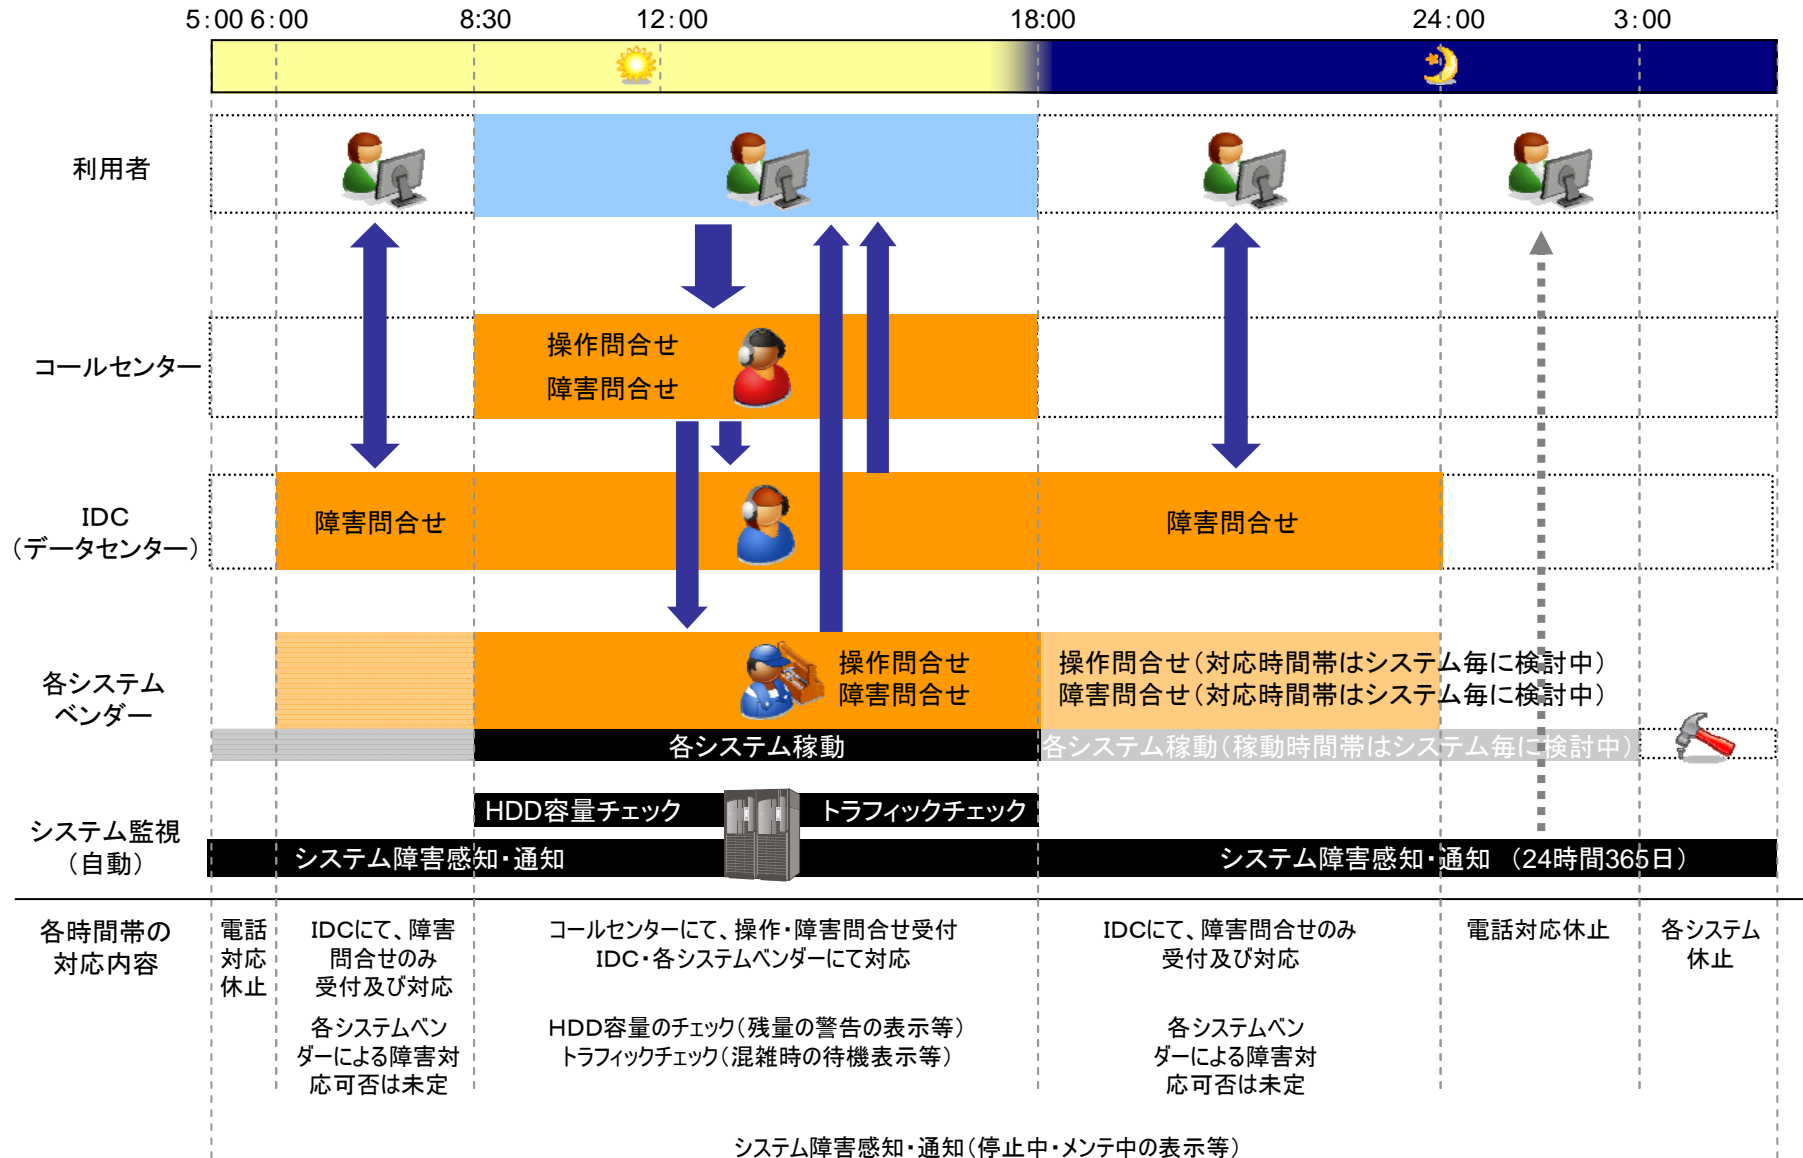 5:00 6:00 8:30 12:00 18:00 24:00 3:00
利用者
コールセンター
操作問合せ
障害問合せ
IDC
（データセンター）
障害問合せ
障害問合せ
各システム
ベンダー
操作問合せ
障害問合せ
操作問合せ（対応時間帯はシステム毎に検討中）
障害問合せ（対応時間帯はシステム毎に検討中）
各システム稼動
各システム稼動（稼動時間帯はシステム毎に検討中）
システム監視
（自動）
HDD容量チェック
トラフィックチェック
システム障害感知・通知
システム障害感知・通知 （24時間365日）
各時間帯の
対応内容
電話
対応
休止
IDCにて、障害
問合せのみ
受付及び対応
各システムベン
ダーによる障害対
応可否は未定
コールセンターにて、操作・障害問合せ受付
IDC・各システムベンダーにて対応
HDD容量のチェック（残量の警告の表示等）
トラフィックチェック（混雑時の待機表示等）
IDCにて、障害問合せのみ
受付及び対応
各システムベン
ダーによる障害対
応可否は未定
電話対応休止
各システム
休止
システム障害感知・通知（停止中・メンテ中の表示等）